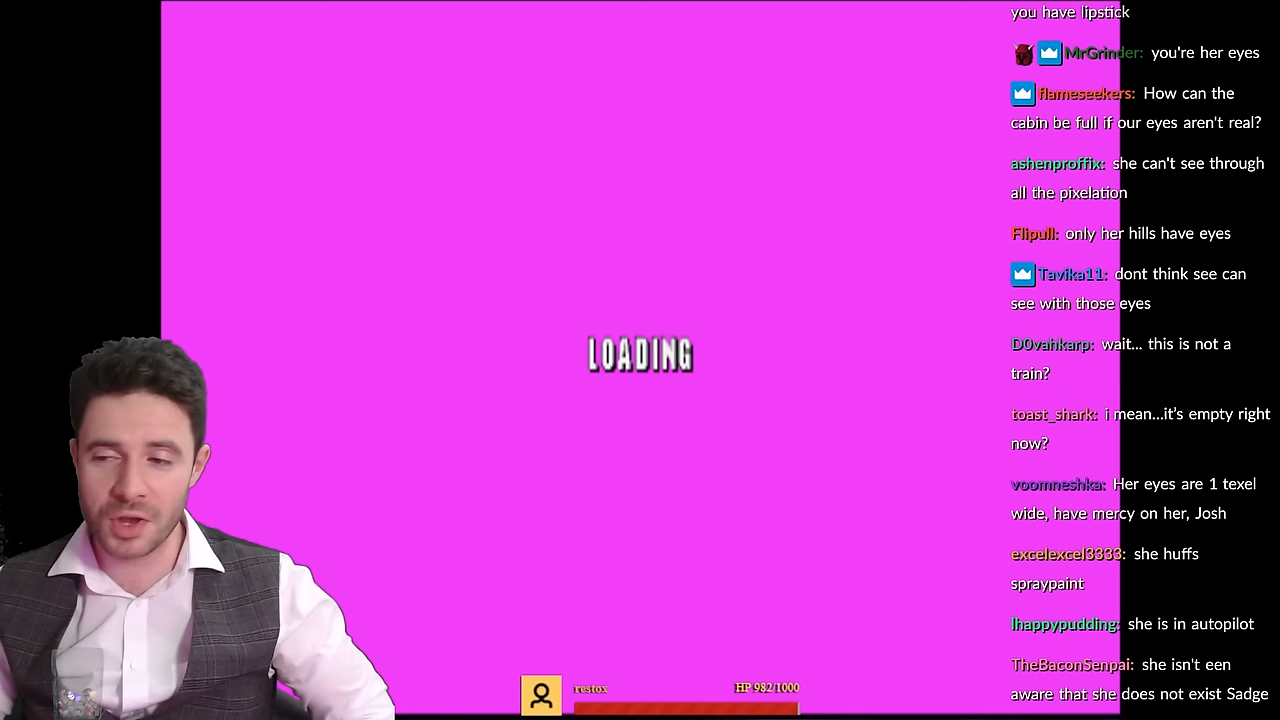 you have lipstick
MrGrinder: you're her eyes
flameseekers: How can the
cabin be full if our eyes aren't real?
ashenproffix: she can't see through
all the pixelation
Flipull: only her hills have eyes
Tavika11: dont think see can
see with those eyes
D0vahkarp: wait... this is not a
train?
LOADING
toast_shark: i mean...it's empty right
now?
voomneshka: Her eyes are 1 texel
wide, have mercy on her, Josh
excelexcel3333: she huffs
spraypaint
lhappypudding: she is in autopilot
TheBaconSenpai: she isn't een
aware that she does not exist Sadge
restox HP 982/1000